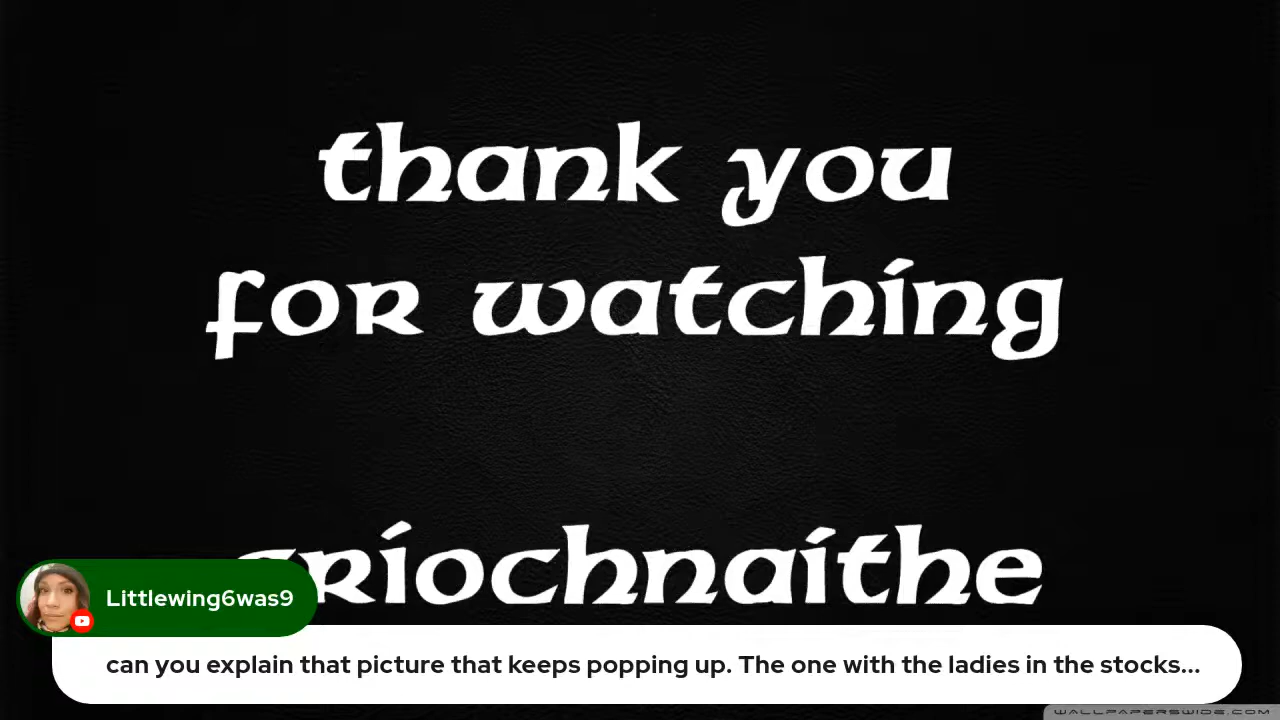 thank you
for watching
críochnaithe
Littlewing6was9
can you explain that picture that keeps popping up. The one with the ladies in the stocks...
WALLPAPERSWIDE.COM